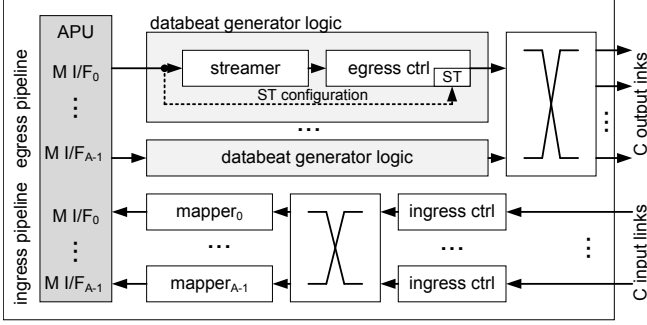 databeat generator logic
APU
streamer
egress ctrl
ST
ST configuration
M I/F0
...
...
databeat generator logic
M I/FA-1
egress pipeline
C output inks
...
ingress pipeline
M I/F0
mapper0
ingress ctrl
...
...
...
...
M I/FA-1
mapperA-1
ingress ctrl
C input links